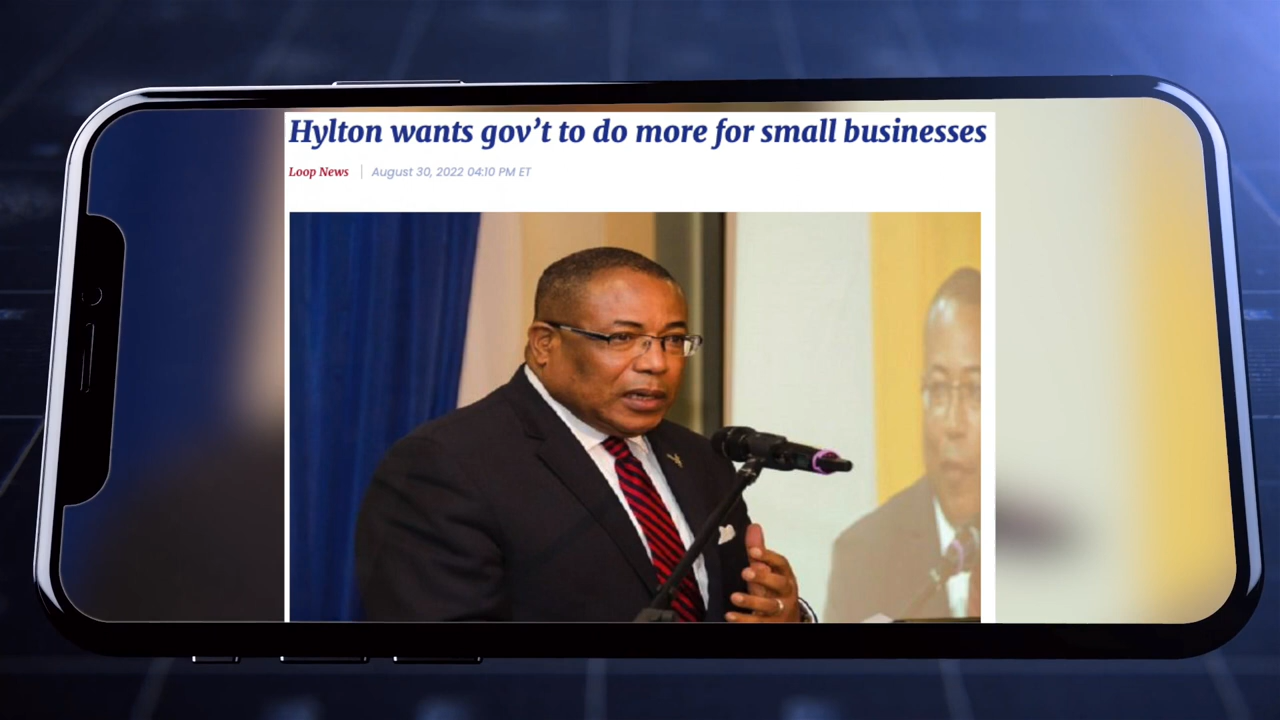 Hylton wants gov’t to do more for small businesses
Loop News | August 30, 2022 04:10 PM ET